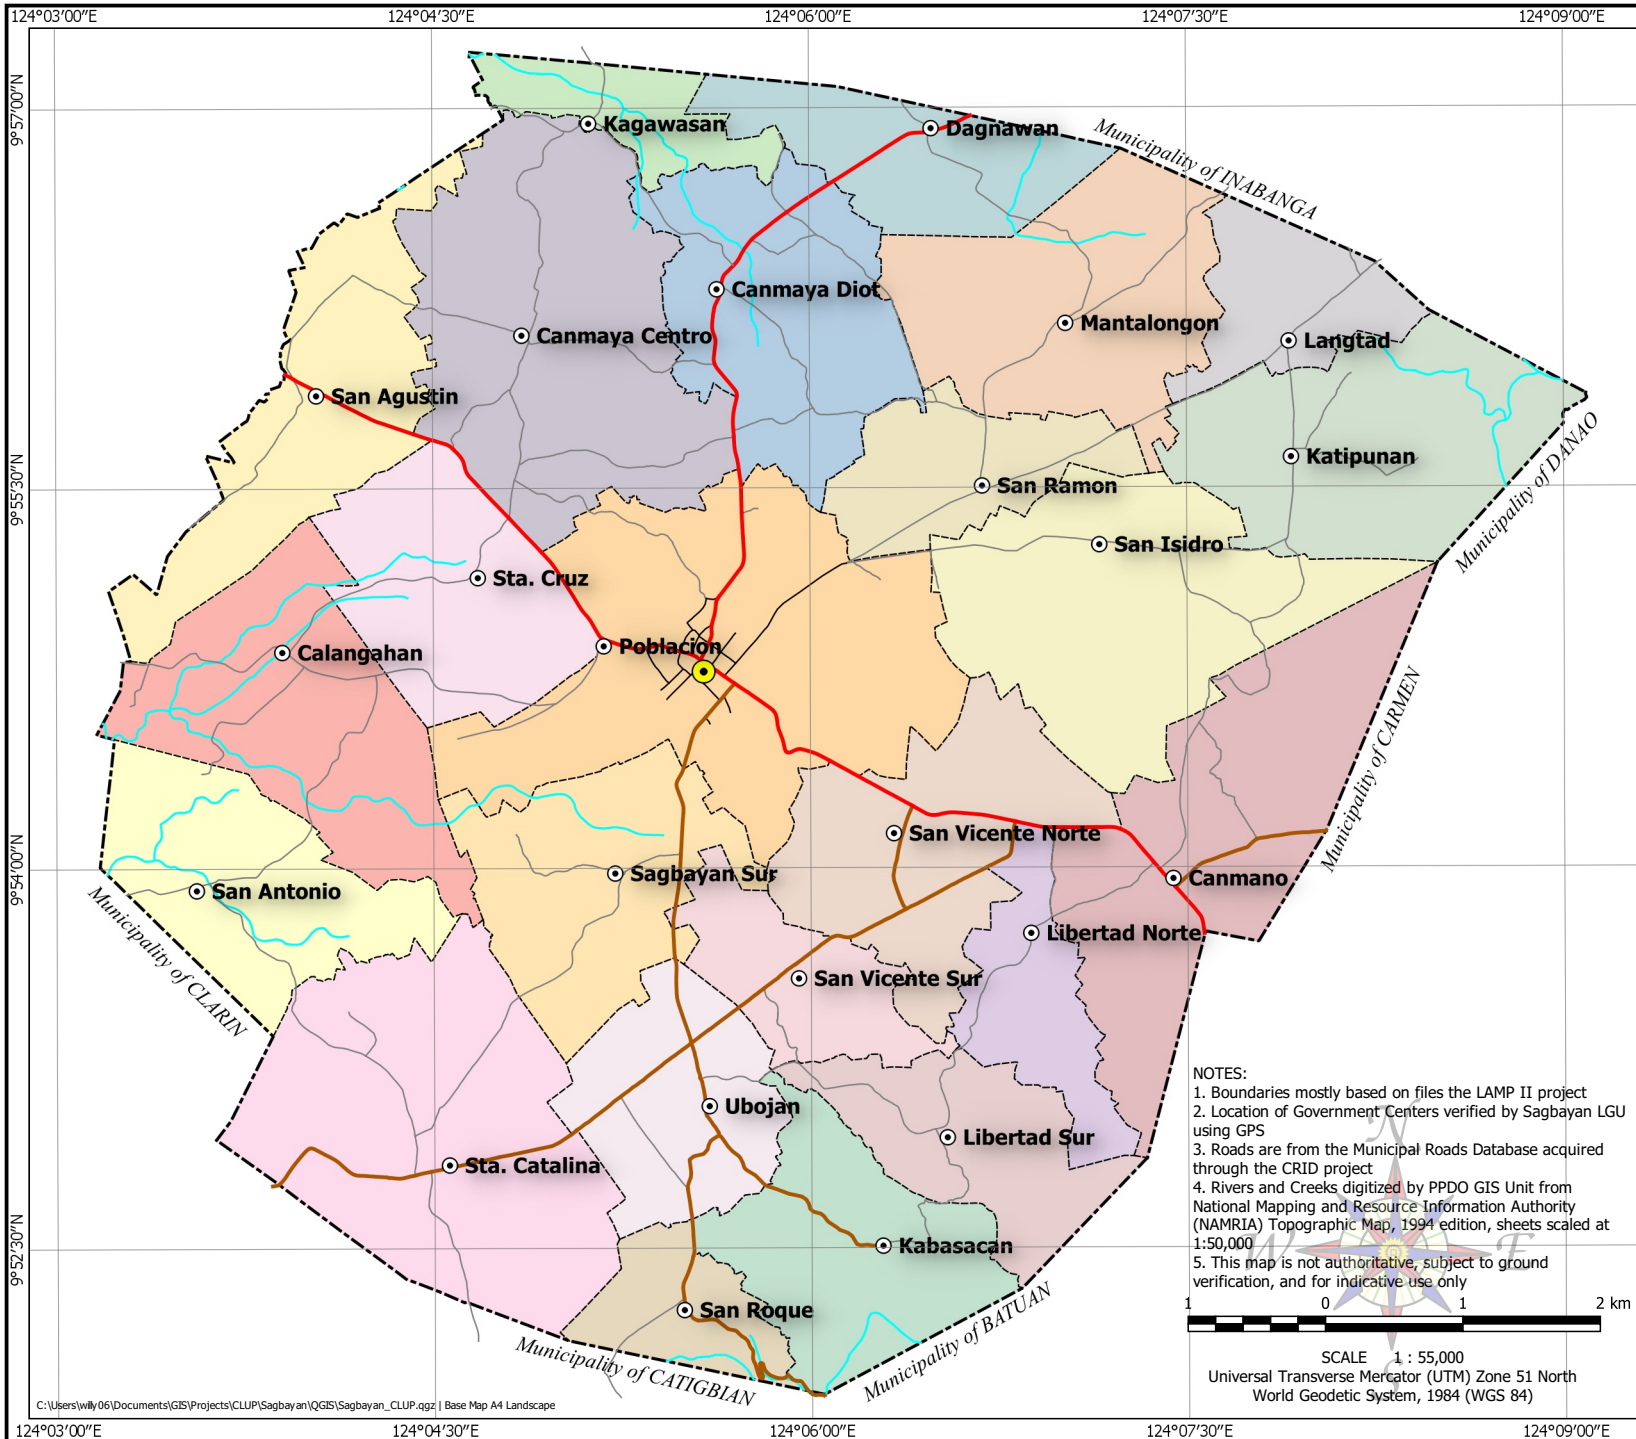 124°03′00″E 124°04′30″E 124°06′00″E 124°07′30″E 124°09′00″E
9°57′00″N
9°55′30″N
9°54′00″N
9°52′30″N
Kagawasan
Dagnawan
Municipality of INABANGA
Canmaya Diot
Mantalongon
Canmaya Centro
Langtad
San Agustin
Katipunan
Municipality of DANAO
San Ramon
San Isidro
Sta. Cruz
Poblacion
Calangahan
Municipality of CARMEN
San Vicente Norte
Sagbayan Sur
Canmano
San Antonio
Municipality of CLARIN
Libertad Norte
San Vicente Sur
Ubojan
Libertad Sur
Sta. Catalina
Kabasacan
San Roque
Municipality of BATUAN
Municipality of CATIGBIAN
NOTES:
1. Boundaries mostly based on files the LAMP II project
2. Location of Government Centers verified by Sagbayan LGU
using GPS
3. Roads are from the Municipal Roads Database acquired
through the CRID project
4. Rivers and Creeks digitized by PPDO GIS Unit from
National Mapping and Resource Information Authority
(NAMRIA) Topographic Map, 1994 edition, sheets scaled at
1:50,000
5. This map is not authoritative, subject to ground
verification, and for indicative use only
N
W E
S
1 0 1 2 km
SCALE 1 : 55,000
Universal Transverse Mercator (UTM) Zone 51 North
World Geodetic System, 1984 (WGS 84)
C:\Users\willy06\Documents\GIS\Projects\CLUP\Sagbayan\QGIS\Sagbayan_CLUP.qgz | Base Map A4 Landscape
124°03′00″E 124°04′30″E 124°06′00″E 124°07′30″E 124°09′00″E